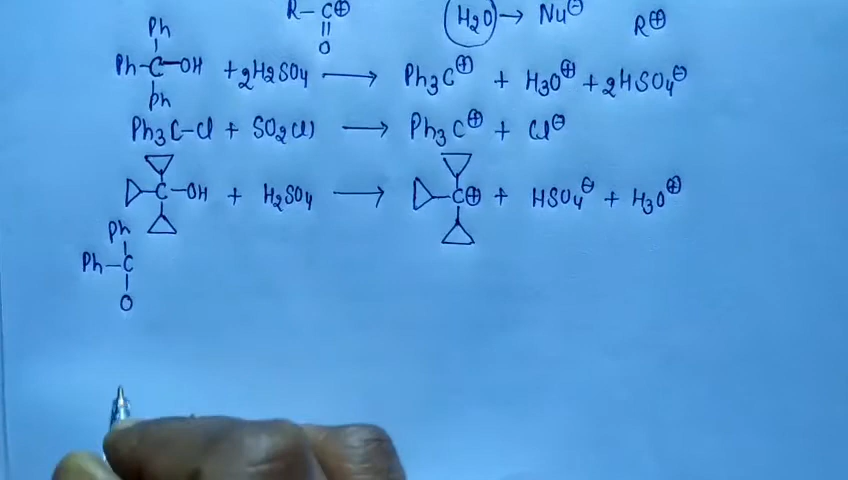 R–C⊕ H2O → Nu⊖
O R⊕
Ph
Ph–C–OH + 2H2SO4 → Ph3C⊕ + H3O⊕ + 2HSO4⊖
Ph
Ph3C–Cl + SO2(l) → Ph3C⊕ + Cl⊖
C–OH + H2SO4 → C⊕ + HSO4⊖ + H3O⊕
Ph
Ph–C
O